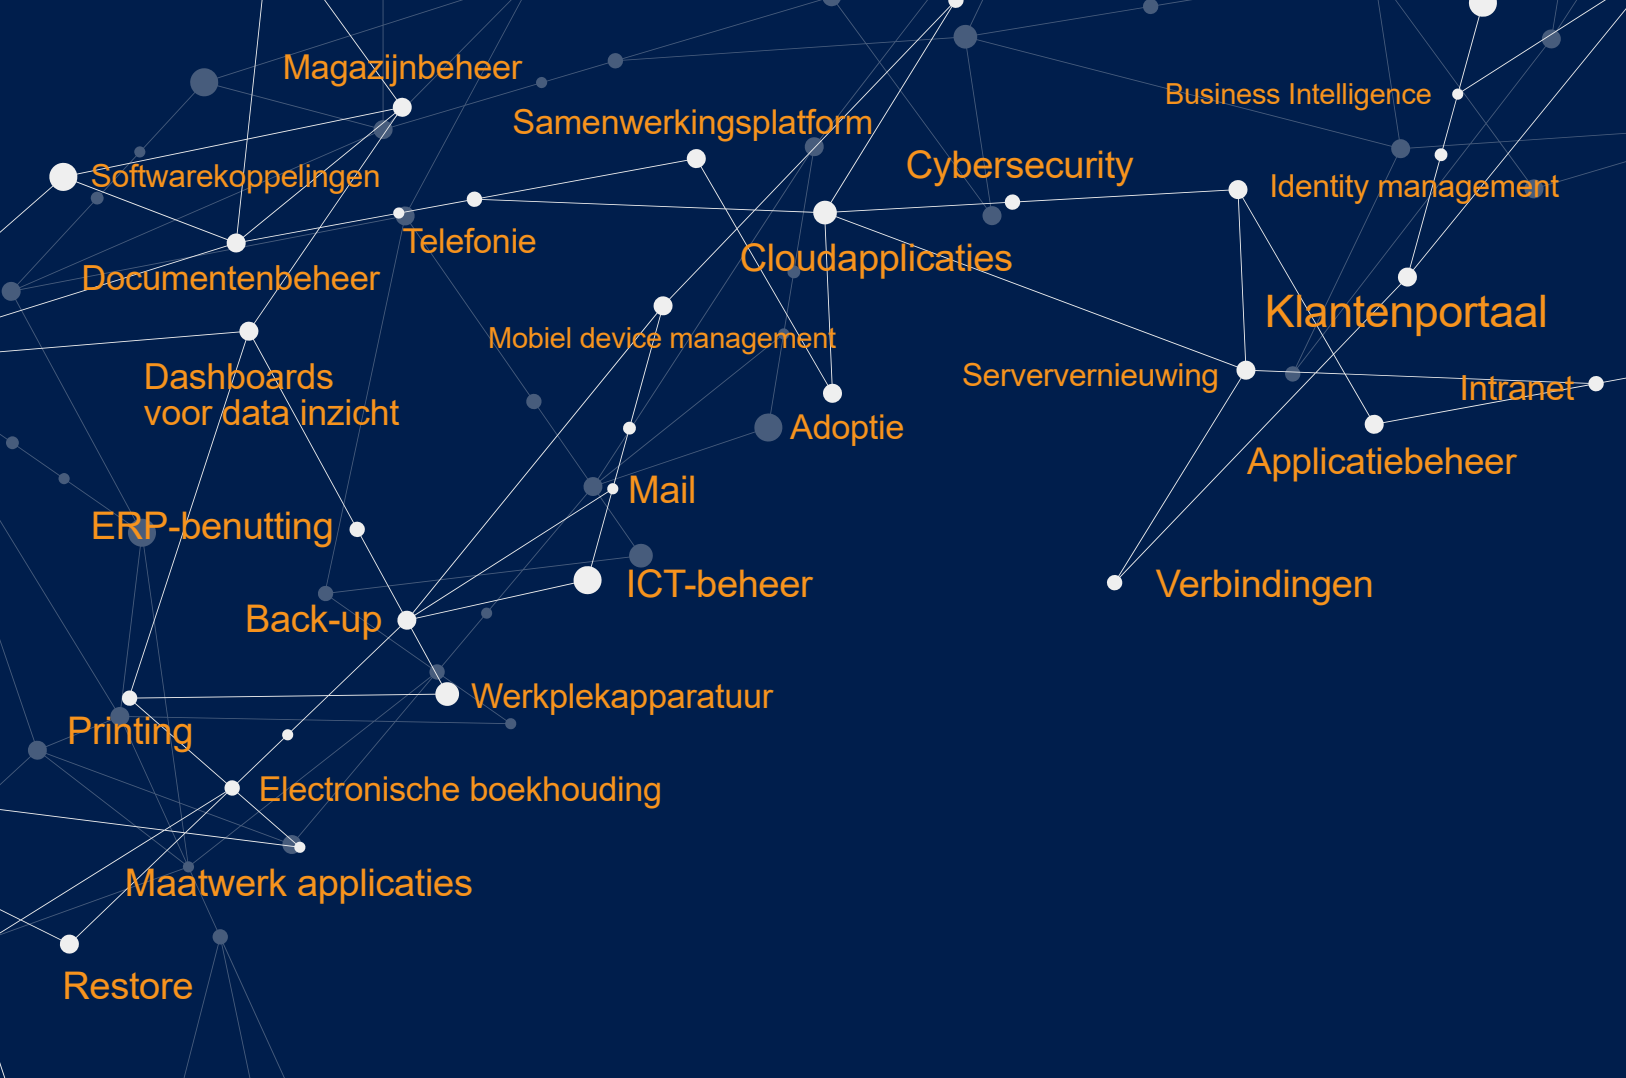 Magazijnbeheer
Business Intelligence
Samenwerkingsplatform
Cybersecurity
Softwarekoppelingen
Identity management
Telefonie
Cloudapplicaties
Documentenbeheer
Klantenportaal
Mobiel device management
Dashboards
voor data inzicht
Serververnieuwing
Intranet
Adoptie
Applicatiebeheer
Mail
ERP-benutting
ICT-beheer
Verbindingen
Back-up
Werkplekapparatuur
Printing
Electronische boekhouding
Maatwerk applicaties
Restore